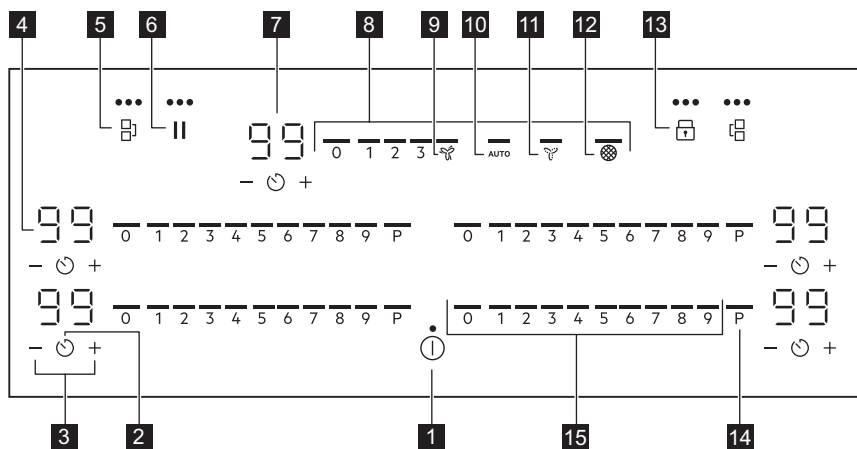 4 5 6 7 8 9 10 11 12 13
99 0 1 2 3 AUTO
− +
99 0 1 2 3 4 5 6 7 8 9 P 0 1 2 3 4 5 6 7 8 9 P 99
− + − +
99 0 1 2 3 4 5 6 7 8 9 P 0 1 2 3 4 5 6 7 8 9 P 99
− + − +
3 2 1 15 14